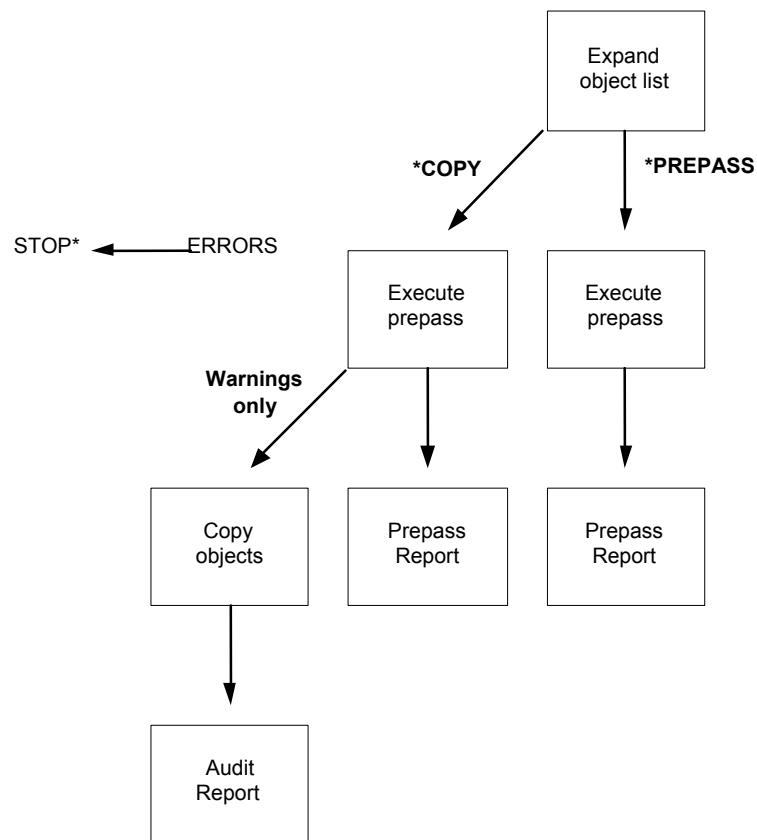 Expand
object list
*COPY
*PREPASS
STOP*
ERRORS
Execute
prepass
Execute
prepass
Warnings
only
Copy
objects
Prepass
Report
Prepass
Report
Audit
Report